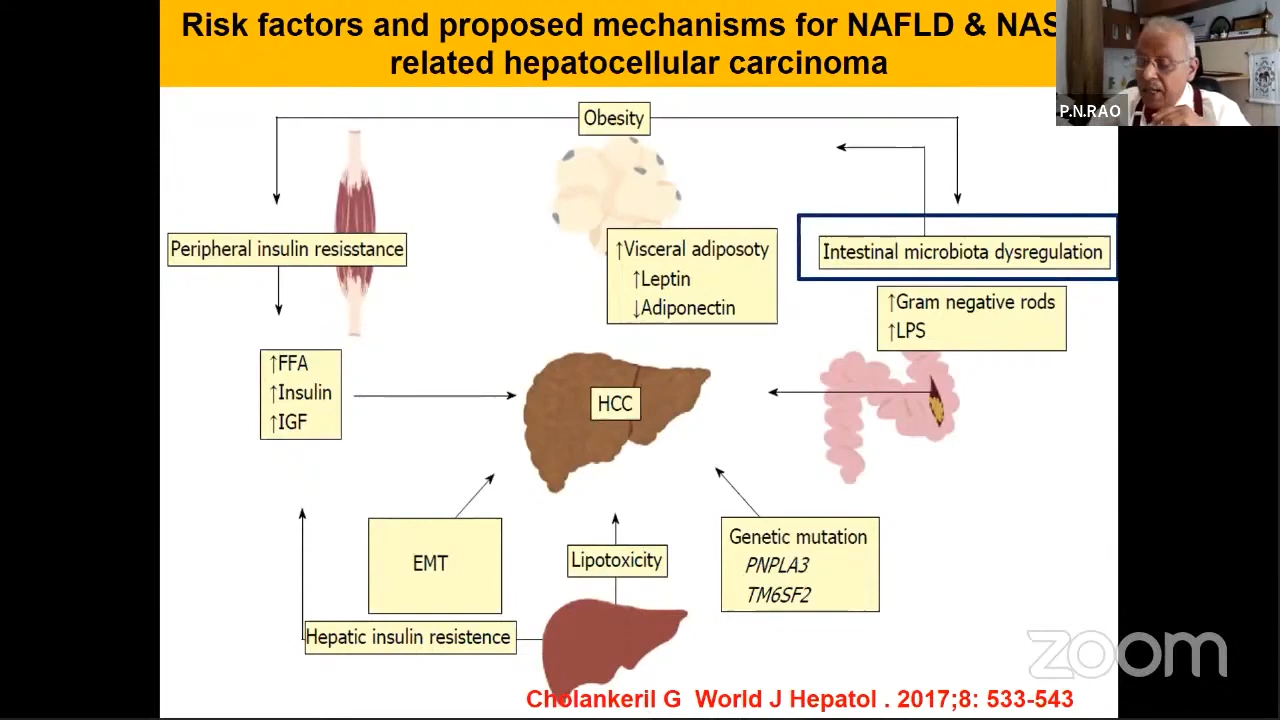 Risk factors and proposed mechanisms for NAFLD & NAS
related hepatocellular carcinoma
P.N.RAO
Obesity
Peripheral insulin resisstance
↑Visceral adiposoty
↑Leptin
↓Adiponectin
Intestinal microbiota dysregulation
↑Gram negative rods
↑LPS
↑FFA
↑Insulin
↑IGF
HCC
EMT
Lipotoxicity
Genetic mutation
PNPLA3
TM6SF2
Hepatic insulin resistence
zoom
Cholankeril G World J Hepatol . 2017;8: 533-543